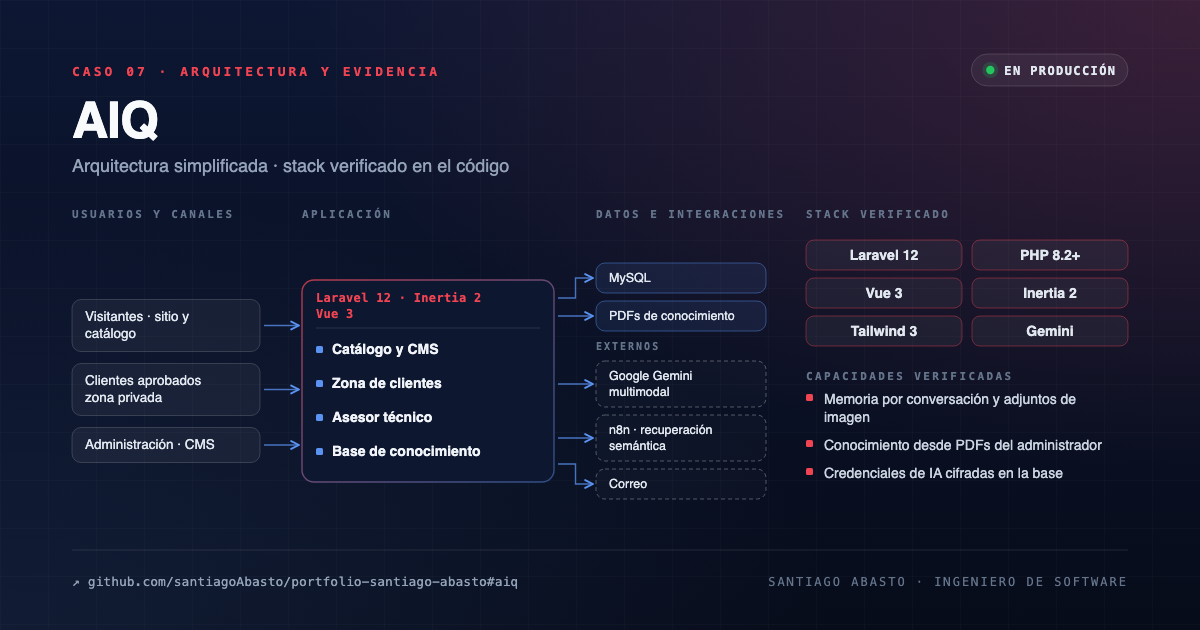 CASO 07 · ARQUITECTURA Y EVIDENCIA
EN PRODUCCIÓN
AIQ
Arquitectura simplificada · stack verificado en el código
USUARIOS Y CANALES
Visitantes · sitio y
catálogo
Clientes aprobados
zona privada
Administración · CMS
APLICACIÓN
Laravel 12 · Inertia 2
Vue 3
Catálogo y CMS
Zona de clientes
Asesor técnico
Base de conocimiento
DATOS E INTEGRACIONES
MySQL
PDFs de conocimiento
EXTERNOS
Google Gemini
multimodal
n8n · recuperación
semántica
Correo
STACK VERIFICADO
Laravel 12
PHP 8.2+
Vue 3
Inertia 2
Tailwind 3
Gemini
CAPACIDADES VERIFICADAS
Memoria por conversación y adjuntos de
imagen
Conocimiento desde PDFs del administrador
Credenciales de IA cifradas en la base
↗ github.com/santiagoAbasto/portfolio-santiago-abasto#aiq
SANTIAGO ABASTO · INGENIERO DE SOFTWARE